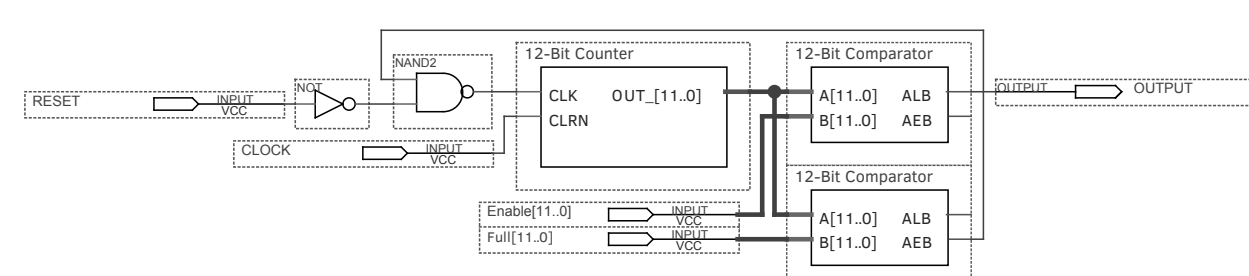 12-Bit Counter
12-Bit Comparator
NAND2
NOT
RESET
INPUT
VCC
CLK
OUT_[11..0]
CLRN
A[11..0]
ALB
B[11..0]
AEB
OUTPUT
OUTPUT
CLOCK
INPUT
VCC
12-Bit Comparator
Enable[11..0]
INPUT
VCC
A[11..0]
ALB
Full[11..0]
INPUT
VCC
B[11..0]
AEB